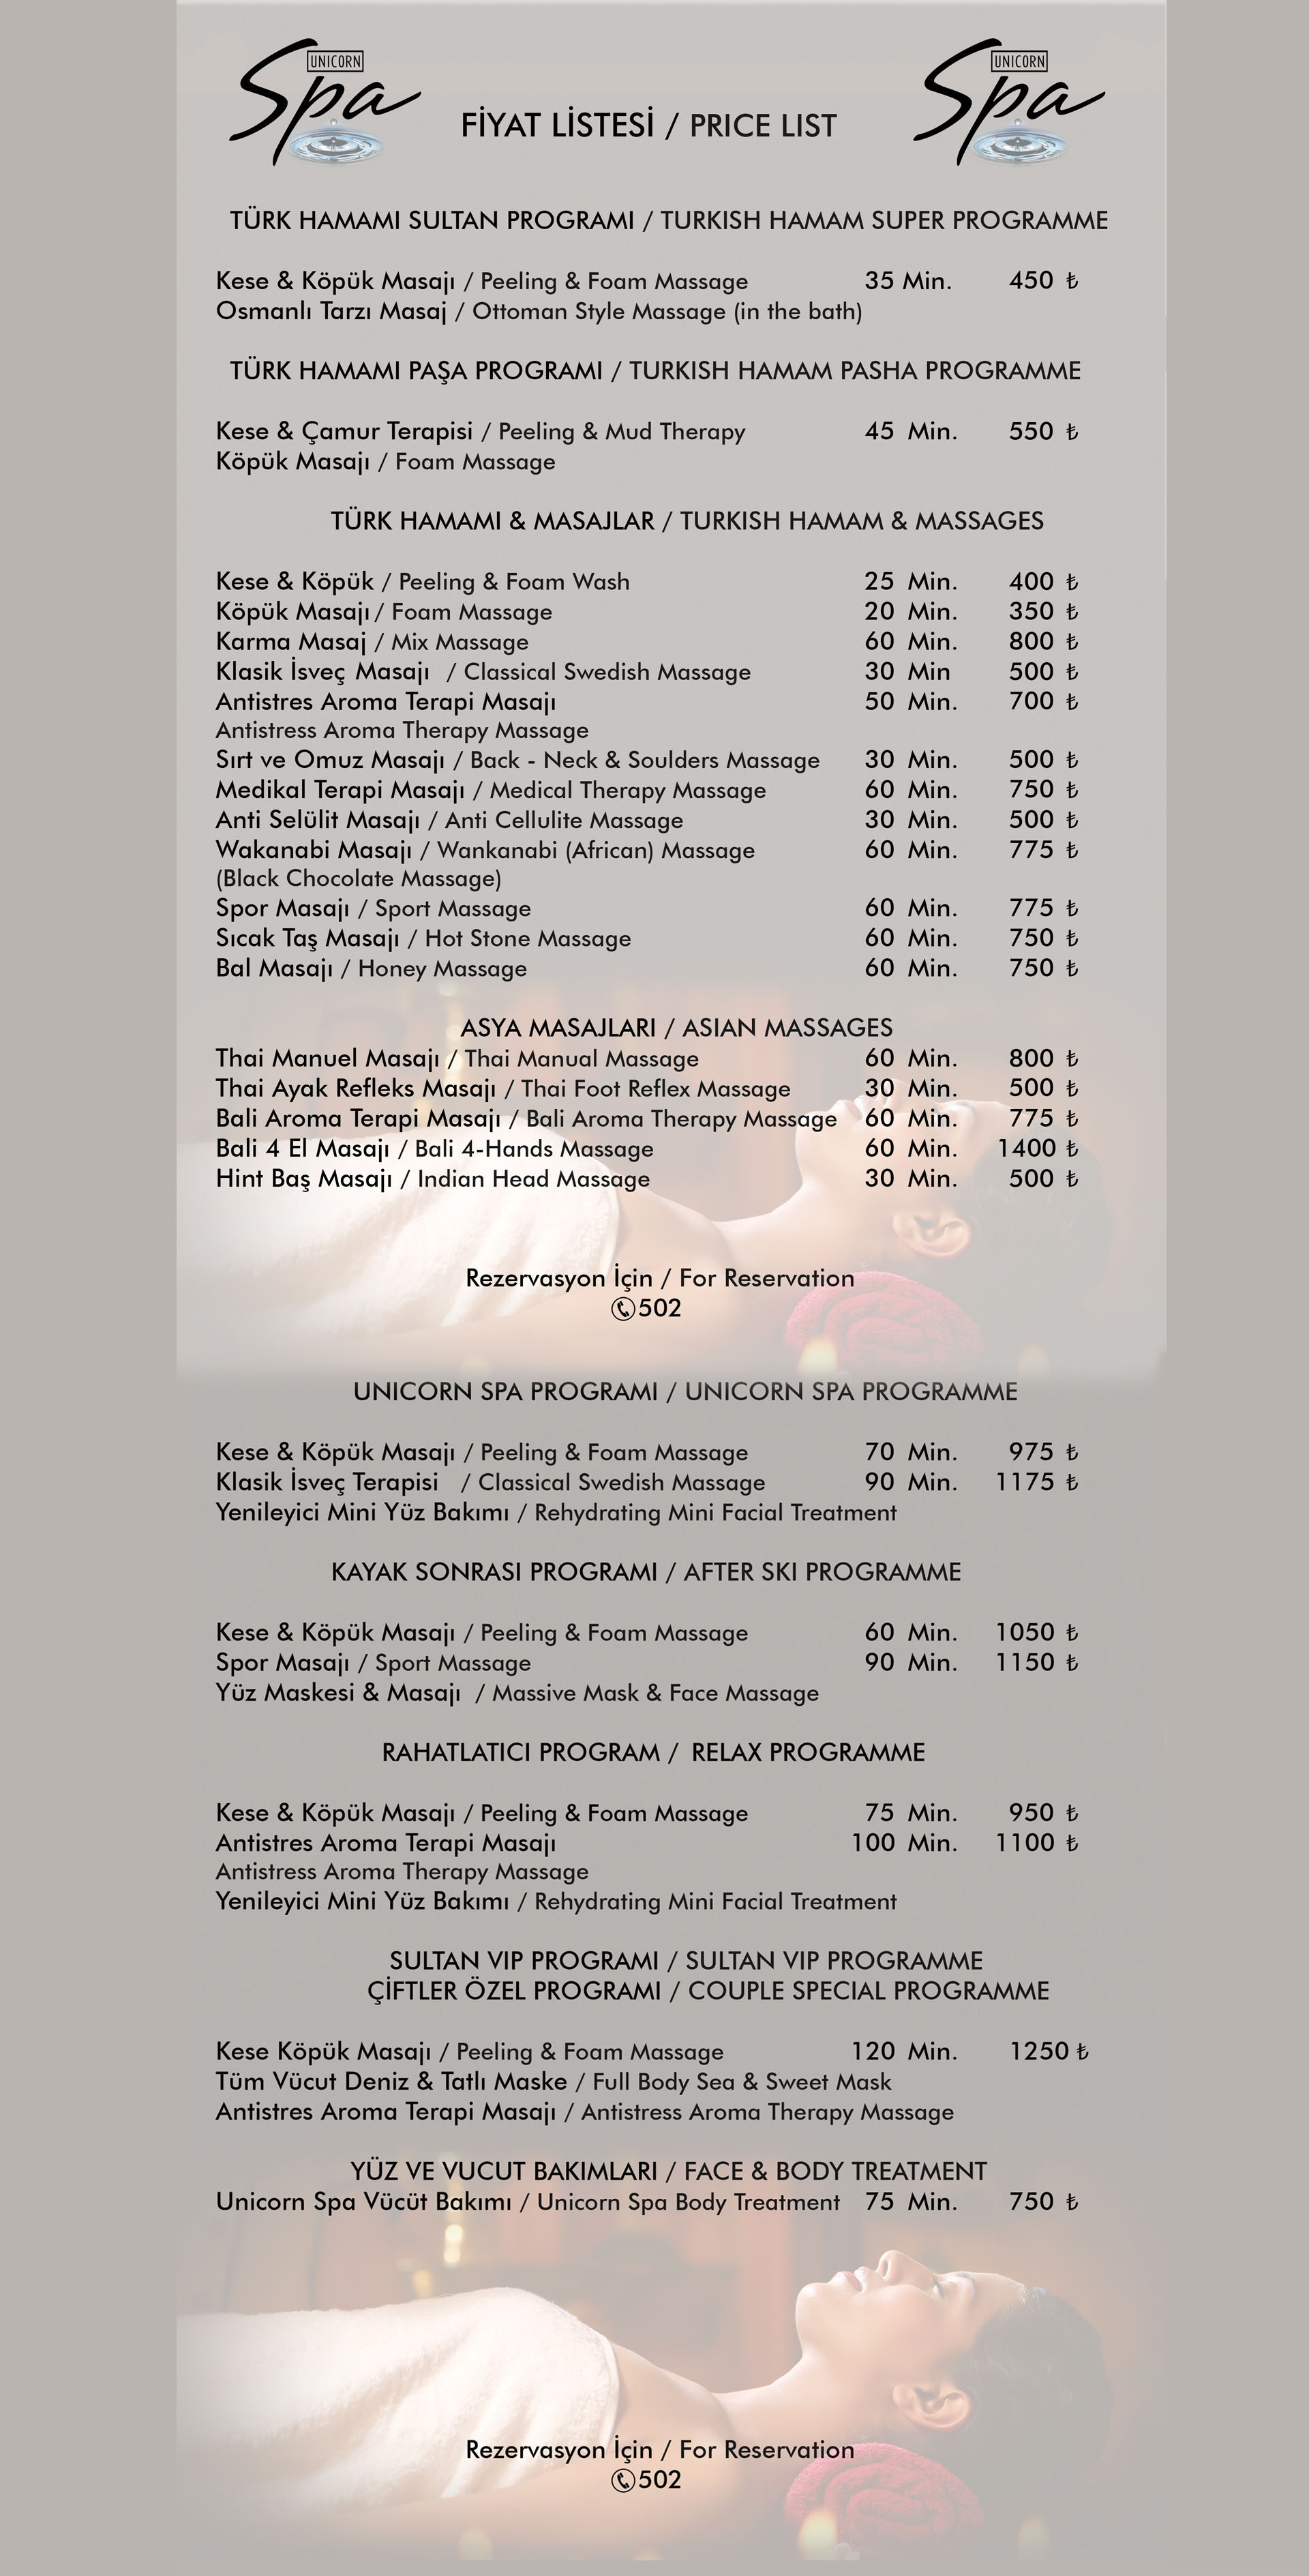 UNICORN
Spa
UNICORN
Spa
FİYAT LİSTESİ / PRICE LIST
TÜRK HAMAMI SULTAN PROGRAMI / TURKISH HAMAM SUPER PROGRAMME
Kese & Köpük Masajı / Peeling & Foam Massage 35 Min. 450 ₺
Osmanlı Tarzı Masaj / Ottoman Style Massage (in the bath)
TÜRK HAMAMI PAŞA PROGRAMI / TURKISH HAMAM PASHA PROGRAMME
Kese & Çamur Terapisi / Peeling & Mud Therapy 45 Min. 550 ₺
Köpük Masajı / Foam Massage
TÜRK HAMAMI & MASAJLAR / TURKISH HAMAM & MASSAGES
Kese & Köpük / Peeling & Foam Wash 25 Min. 400 ₺
Köpük Masajı / Foam Massage 20 Min. 350 ₺
Karma Masaj / Mix Massage 60 Min. 800 ₺
Klasik İsveç Masajı / Classical Swedish Massage 30 Min 500 ₺
Antistres Aroma Terapi Masajı 50 Min. 700 ₺
Antistress Aroma Therapy Massage
Sırt ve Omuz Masajı / Back - Neck & Soulders Massage 30 Min. 500 ₺
Medikal Terapi Masajı / Medical Therapy Massage 60 Min. 750 ₺
Anti Selülit Masajı / Anti Cellulite Massage 30 Min. 500 ₺
Wakanabi Masajı / Wankanabi (African) Massage 60 Min. 775 ₺
(Black Chocolate Massage)
Spor Masajı / Sport Massage 60 Min. 775 ₺
Sıcak Taş Masajı / Hot Stone Massage 60 Min. 750 ₺
Bal Masajı / Honey Massage 60 Min. 750 ₺
ASYA MASAJLARI / ASIAN MASSAGES
Thai Manuel Masajı / Thai Manual Massage 60 Min. 800 ₺
Thai Ayak Refleks Masajı / Thai Foot Reflex Massage 30 Min. 500 ₺
Bali Aroma Terapi Masajı / Bali Aroma Therapy Massage 60 Min. 775 ₺
Bali 4 El Masajı / Bali 4-Hands Massage 60 Min. 1400 ₺
Hint Baş Masajı / Indian Head Massage 30 Min. 500 ₺
Rezervasyon İçin / For Reservation
✆502
UNICORN SPA PROGRAMI / UNICORN SPA PROGRAMME
Kese & Köpük Masajı / Peeling & Foam Massage 70 Min. 975 ₺
Klasik İsveç Terapisi / Classical Swedish Massage 90 Min. 1175 ₺
Yenileyici Mini Yüz Bakımı / Rehydrating Mini Facial Treatment
KAYAK SONRASI PROGRAMI / AFTER SKI PROGRAMME
Kese & Köpük Masajı / Peeling & Foam Massage 60 Min. 1050 ₺
Spor Masajı / Sport Massage 90 Min. 1150 ₺
Yüz Maskesi & Masajı / Massive Mask & Face Massage
RAHATLATICI PROGRAM / RELAX PROGRAMME
Kese & Köpük Masajı / Peeling & Foam Massage 75 Min. 950 ₺
Antistres Aroma Terapi Masajı 100 Min. 1100 ₺
Antistress Aroma Therapy Massage
Yenileyici Mini Yüz Bakımı / Rehydrating Mini Facial Treatment
SULTAN VIP PROGRAMI / SULTAN VIP PROGRAMME
ÇİFTLER ÖZEL PROGRAMI / COUPLE SPECIAL PROGRAMME
Kese Köpük Masajı / Peeling & Foam Massage 120 Min. 1250 ₺
Tüm Vücut Deniz & Tatlı Maske / Full Body Sea & Sweet Mask
Antistres Aroma Terapi Masajı / Antistress Aroma Therapy Massage
YÜZ VE VUCUT BAKIMLARI / FACE & BODY TREATMENT
Unicorn Spa Vücüt Bakımı / Unicorn Spa Body Treatment 75 Min. 750 ₺
Rezervasyon İçin / For Reservation
✆502